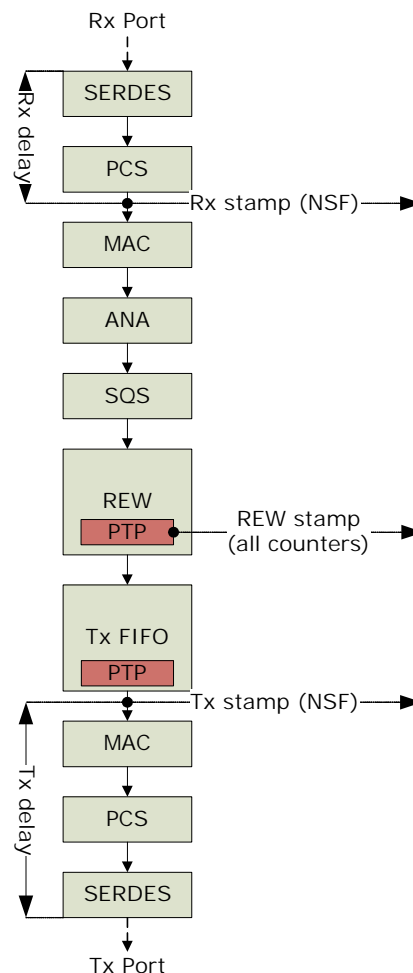 Rx Port
SERDES
Rx delay
PCS
Rx stamp (NSF)
MAC
ANA
SQS
REW
PTP
REW stamp
(all counters)
Tx FIFO
PTP
Tx stamp (NSF)
MAC
Tx delay
PCS
SERDES
Tx Port